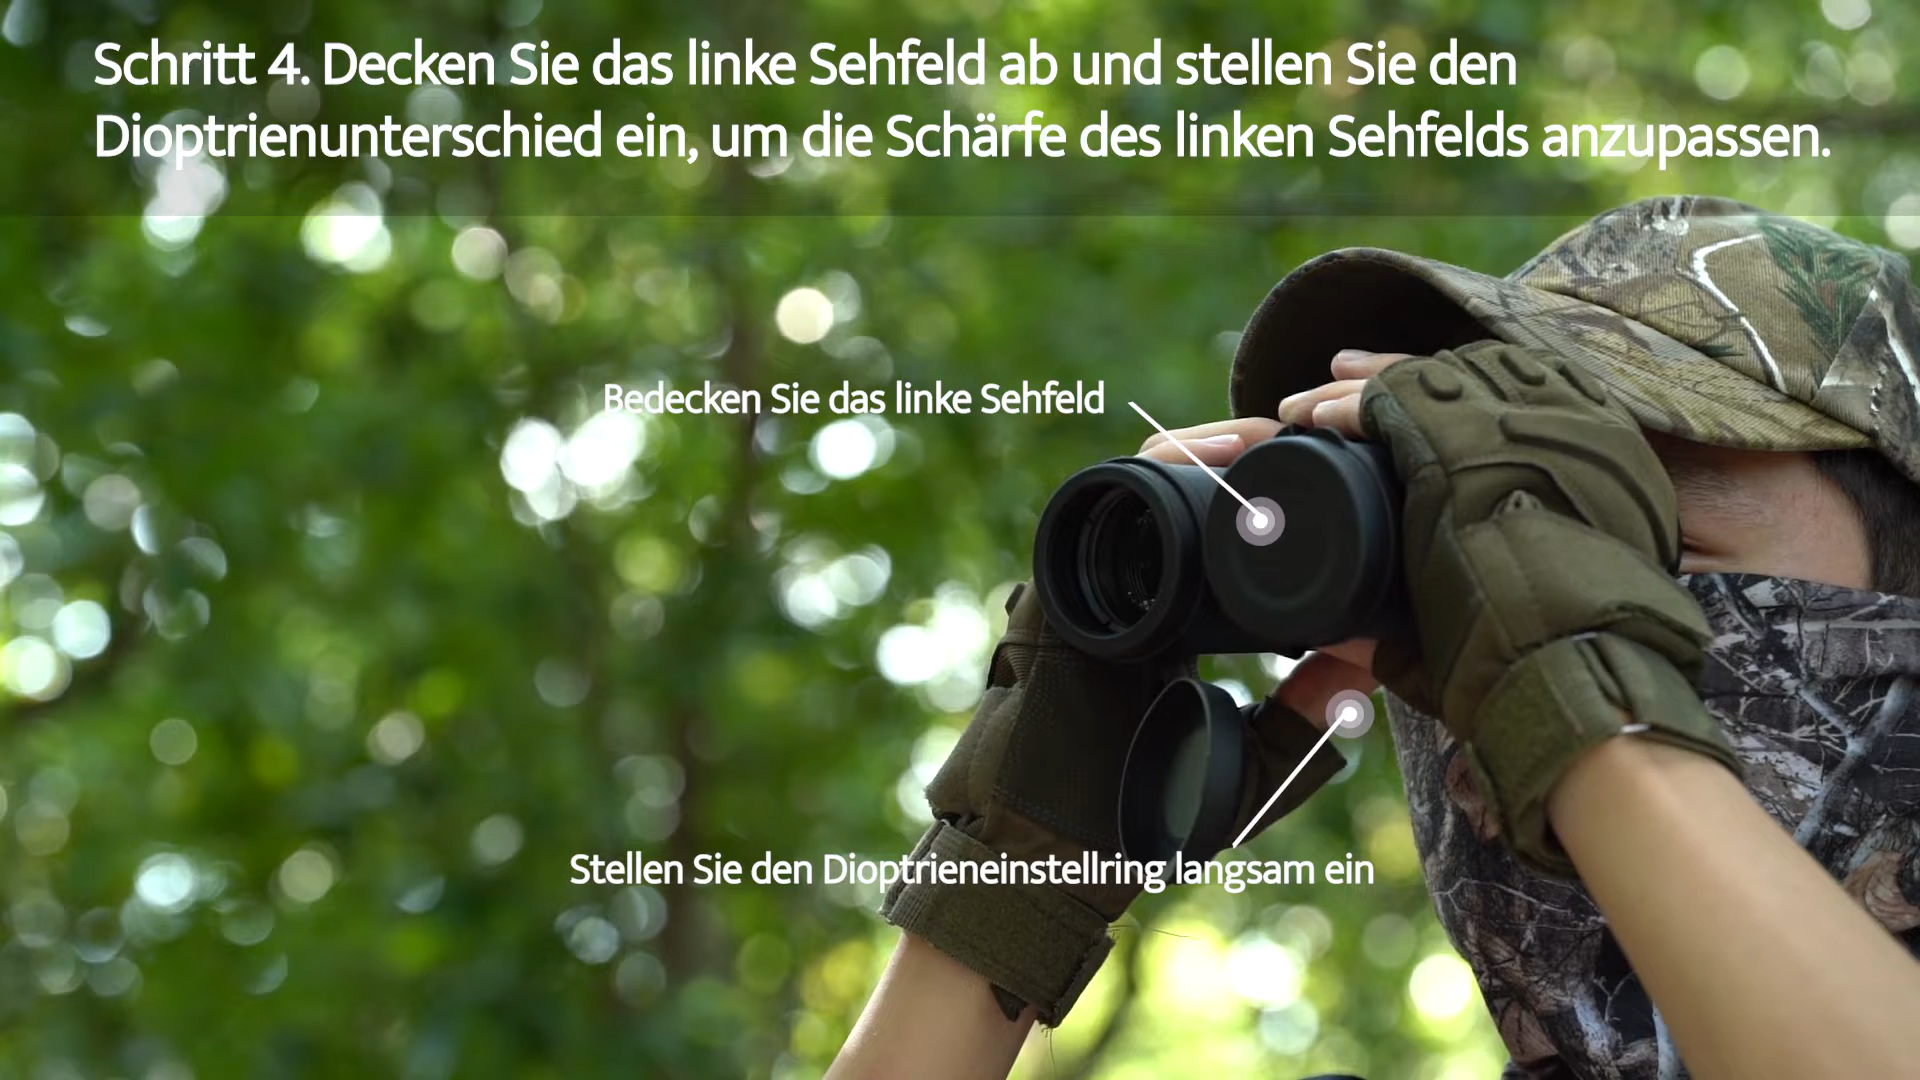 Schritt 4. Decken Sie das linke Sehfeld ab und stellen Sie den
Dioptrienunterschied ein, um die Schärfe des linken Sehfelds anzupassen.
Bedecken Sie das linke Sehfeld
Stellen Sie den Dioptrieneinstellring langsam ein